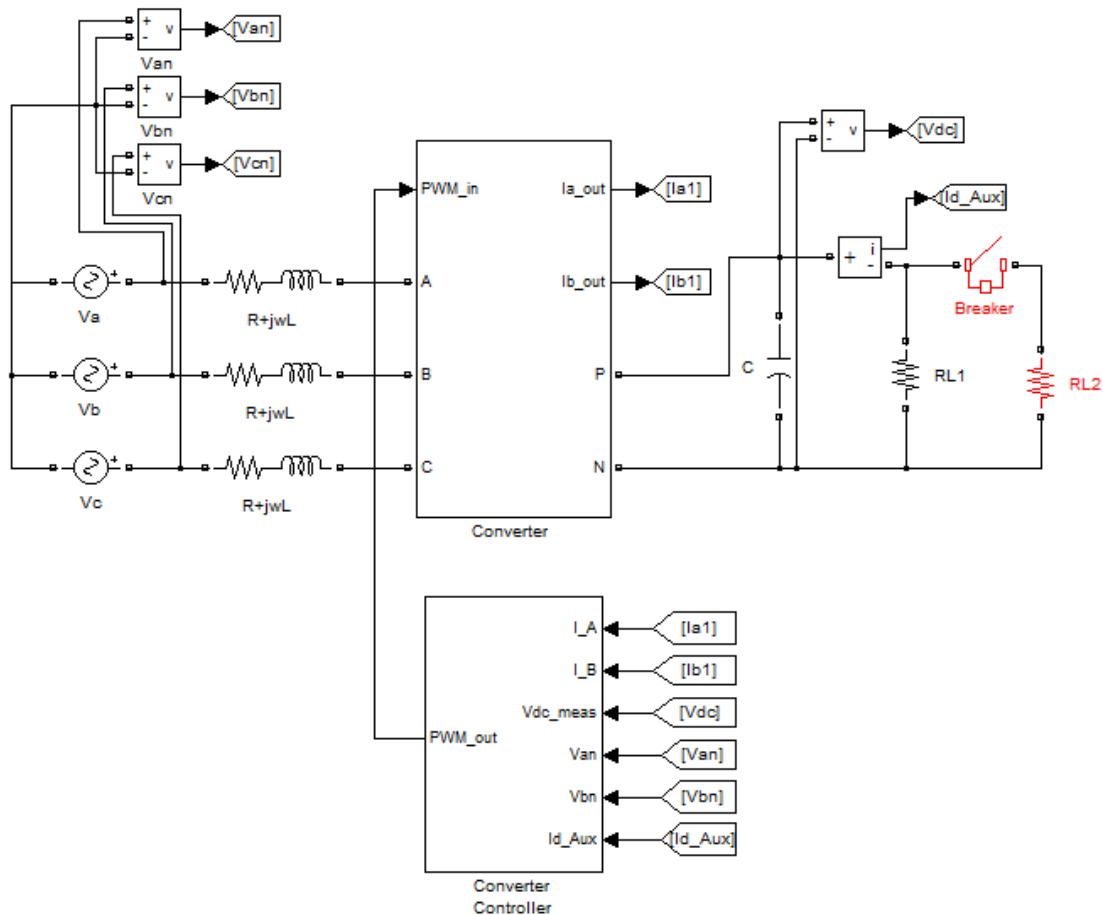 +
-
v
[Van]
Van
+
-
v
[Vbn]
Vbn
+
-
v
[Vcn]
Vcn
+
-
v
[Vdc]
PWM_in
Ia_out
[Ia1]
[Id_Aux]
+
i
-
Breaker
+
Va
R+jwL
A
Ib_out
[Ib1]
+
Vb
R+jwL
B
P
C
RL1
RL2
+
Vc
R+jwL
C
N
Converter
I_A
[Ia1]
I_B
[Ib1]
Vdc_meas
[Vdc]
PWM_out
Van
[Van]
Vbn
[Vbn]
Id_Aux
[Id_Aux]
Converter
Controller